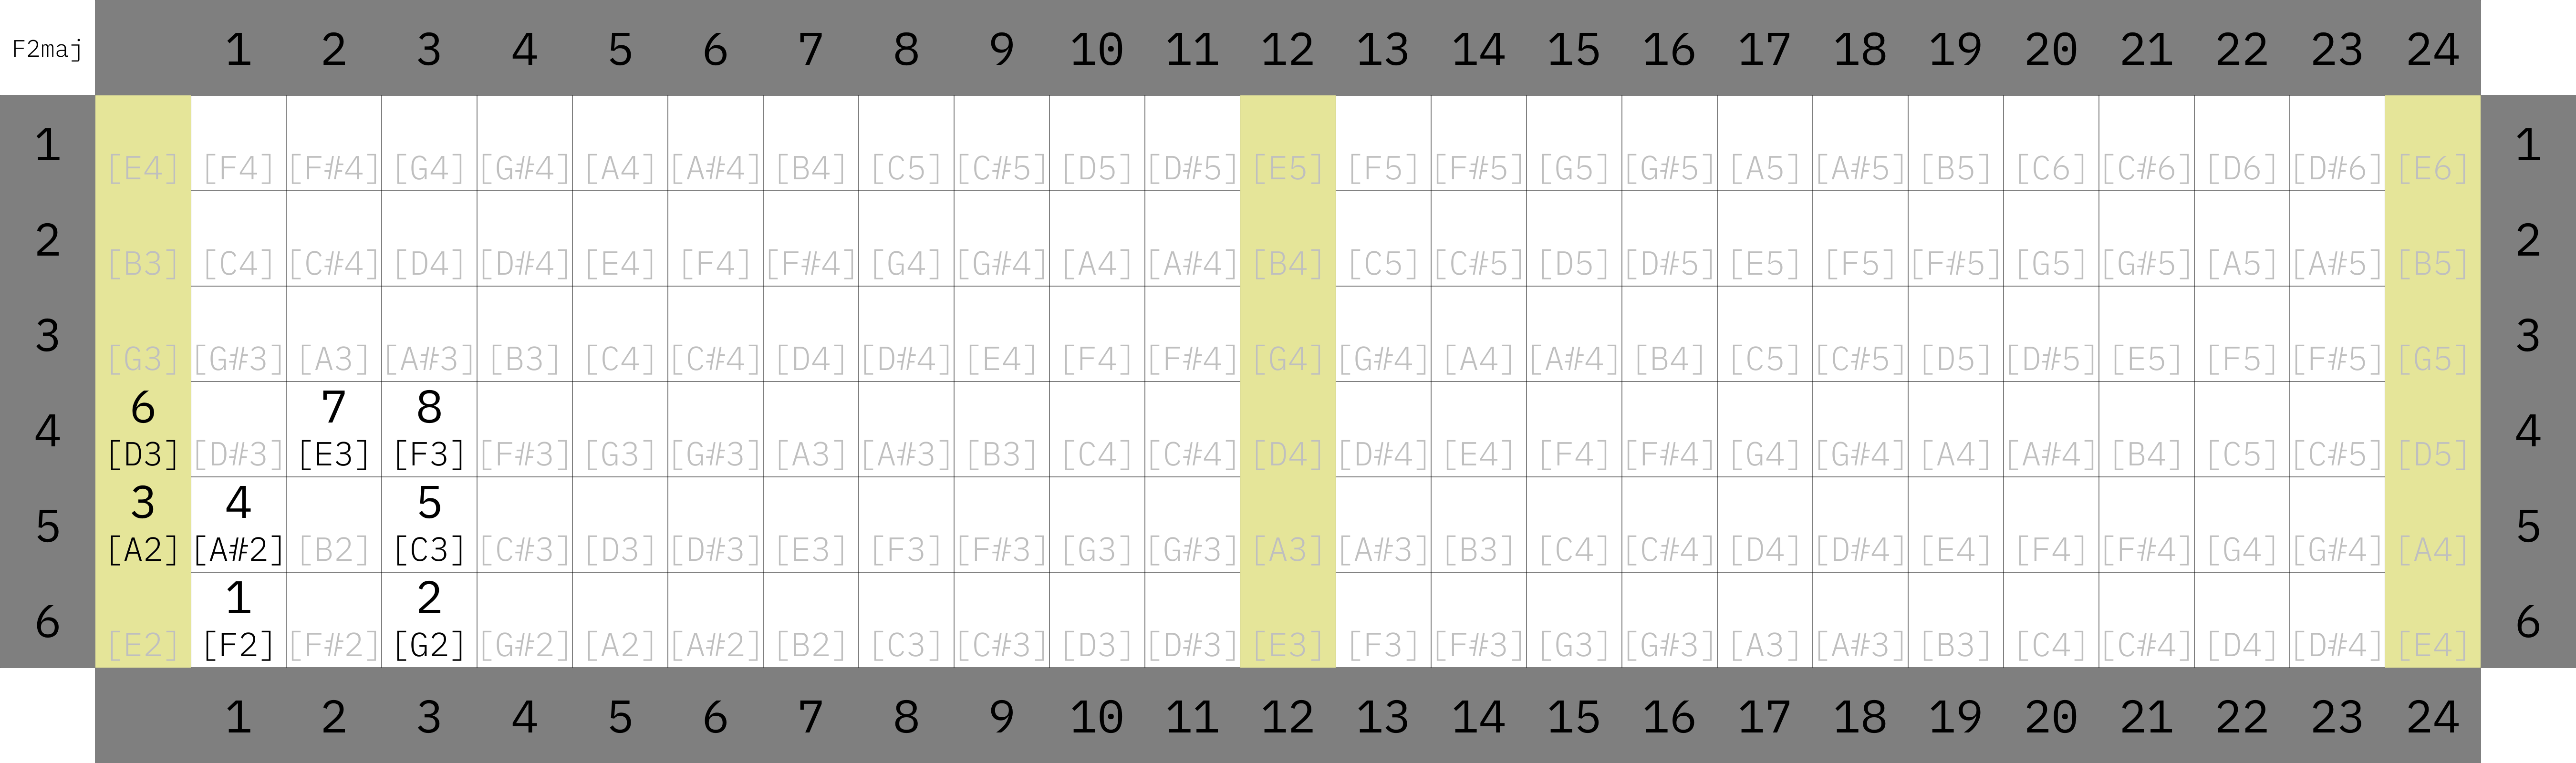 F2maj 1 2 3 4 5 6 7 8 9 10 11 12 13 14 15 16 17 18 19 20 21 22 23 24
1 [E4] [F4] [F#4] [G4] [G#4] [A4] [A#4] [B4] [C5] [C#5] [D5] [D#5] [E5] [F5] [F#5] [G5] [G#5] [A5] [A#5] [B5] [C6] [C#6] [D6] [D#6] [E6] 1
2 [B3] [C4] [C#4] [D4] [D#4] [E4] [F4] [F#4] [G4] [G#4] [A4] [A#4] [B4] [C5] [C#5] [D5] [D#5] [E5] [F5] [F#5] [G5] [G#5] [A5] [A#5] [B5] 2
3 [G3] [G#3] [A3] [A#3] [B3] [C4] [C#4] [D4] [D#4] [E4] [F4] [F#4] [G4] [G#4] [A4] [A#4] [B4] [C5] [C#5] [D5] [D#5] [E5] [F5] [F#5] [G5] 3
6 7 8
4 [D3] [D#3] [E3] [F3] [F#3] [G3] [G#3] [A3] [A#3] [B3] [C4] [C#4] [D4] [D#4] [E4] [F4] [F#4] [G4] [G#4] [A4] [A#4] [B4] [C5] [C#5] [D5] 4
3 4 5
5 [A2] [A#2] [B2] [C3] [C#3] [D3] [D#3] [E3] [F3] [F#3] [G3] [G#3] [A3] [A#3] [B3] [C4] [C#4] [D4] [D#4] [E4] [F4] [F#4] [G4] [G#4] [A4] 5
1 2
6 [E2] [F2] [F#2] [G2] [G#2] [A2] [A#2] [B2] [C3] [C#3] [D3] [D#3] [E3] [F3] [F#3] [G3] [G#3] [A3] [A#3] [B3] [C4] [C#4] [D4] [D#4] [E4] 6
1 2 3 4 5 6 7 8 9 10 11 12 13 14 15 16 17 18 19 20 21 22 23 24